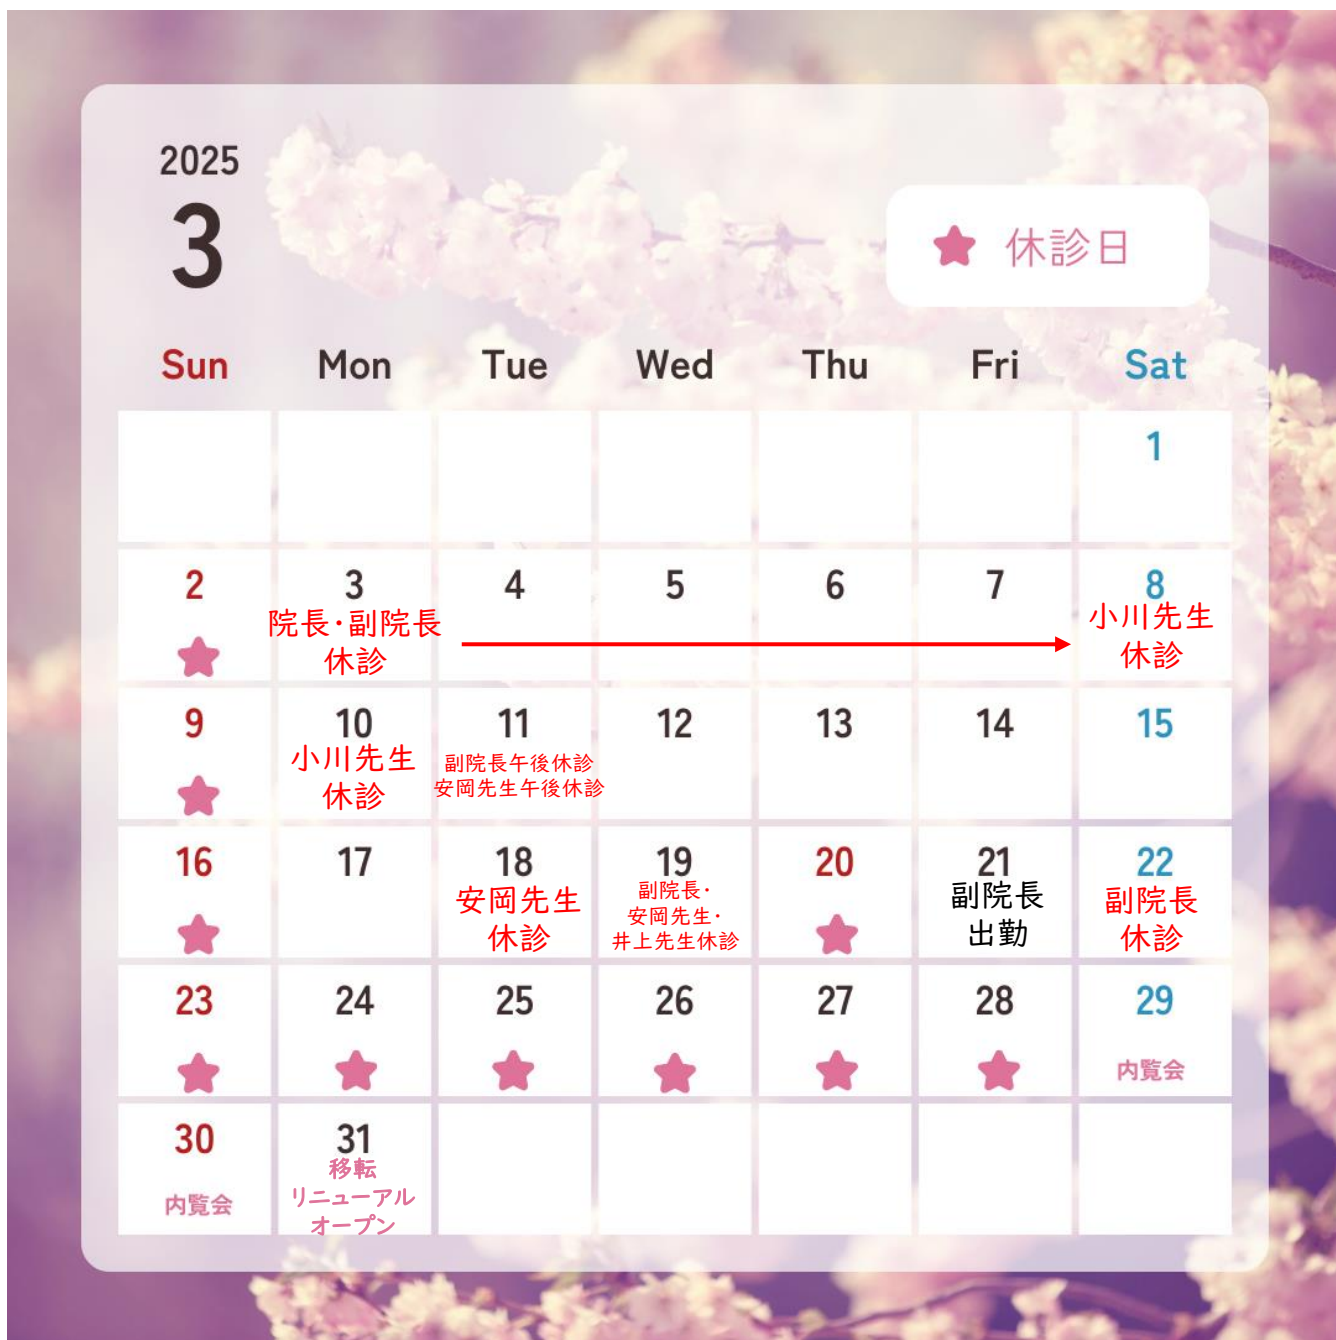 2025
3
休診日
Sun Mon Tue Wed Thu Fri Sat
1
2 3 4 5 6 7 8
院長・副院長
休診
小川先生
休診
9 10 11 12 13 14 15
小川先生
休診
副院長午後休診
安岡先生午後休診
16 17 18 19 20 21 22
安岡先生
休診
副院長・
安岡先生・
井上先生休診
副院長
出勤
副院長
休診
23 24 25 26 27 28 29
内覧会
30 31
内覧会
移転
リニューアル
オープン